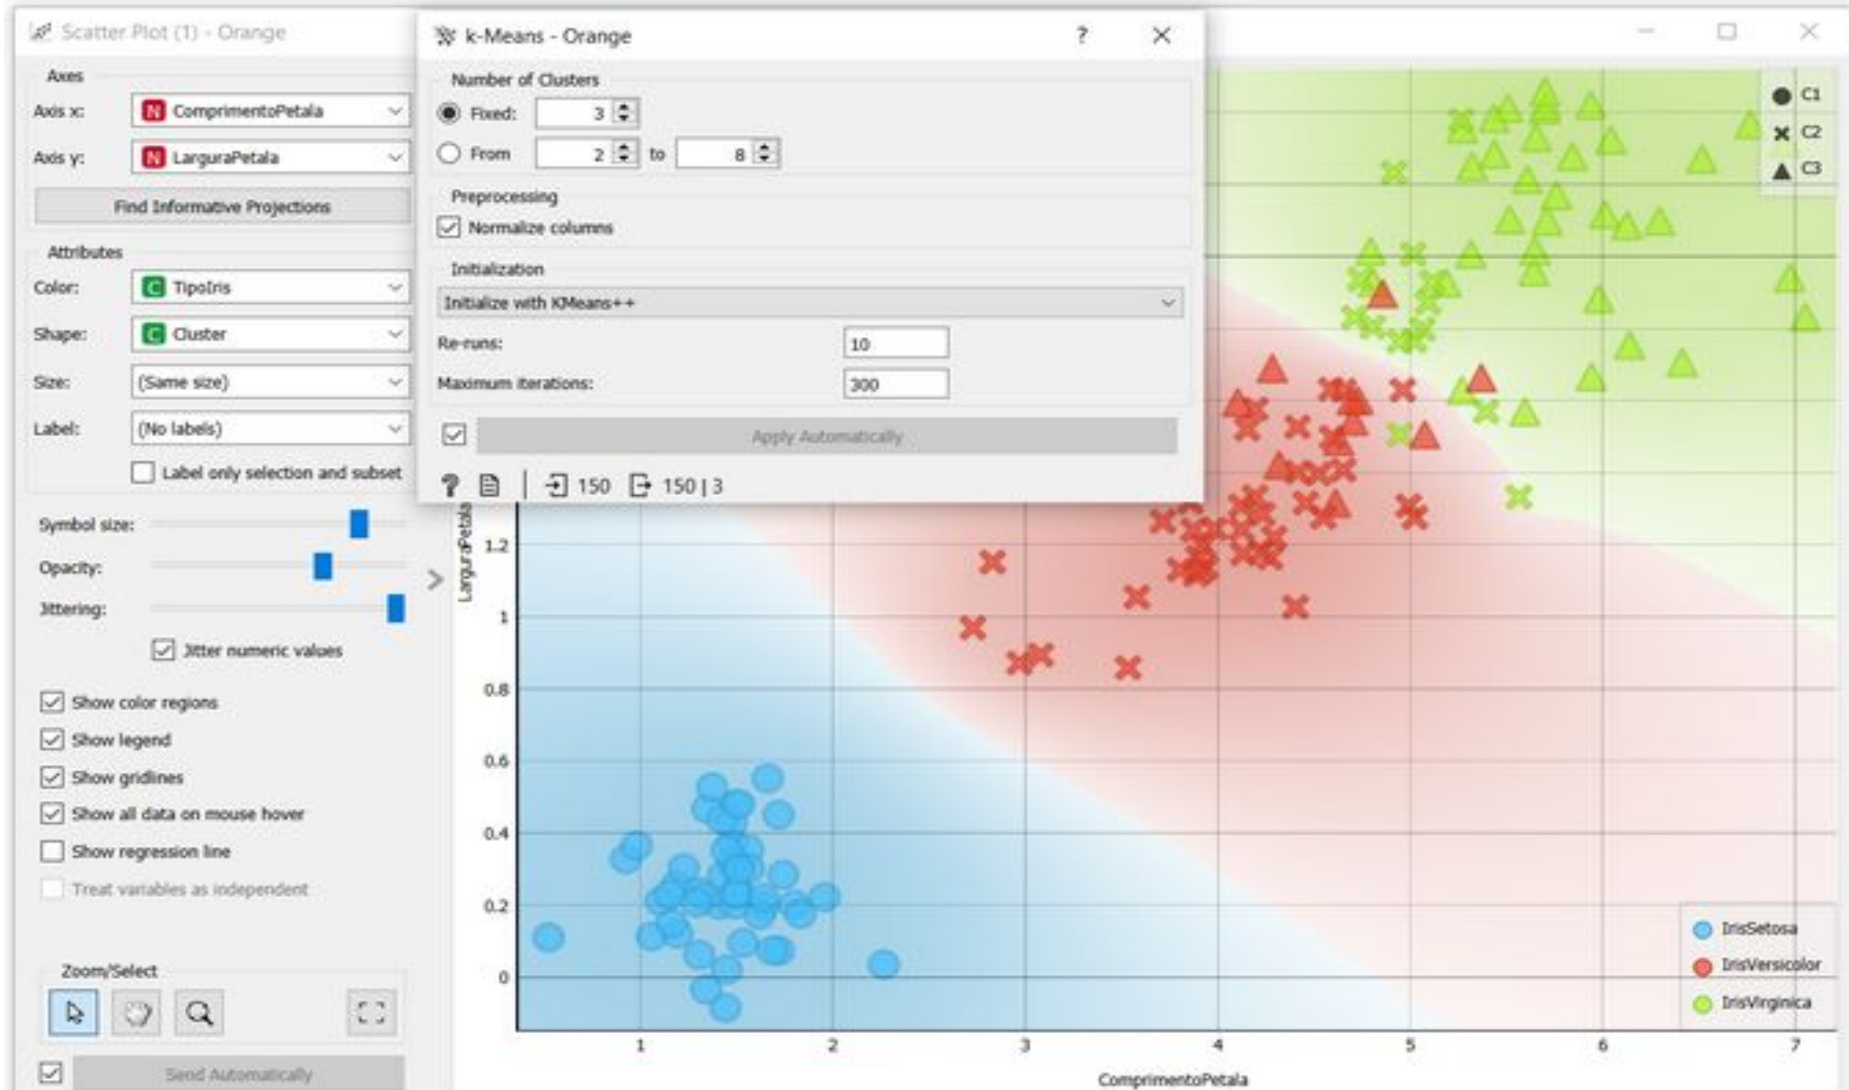 Scatter Plot (1) - Orange
Axes
Axis x: N ComprimentoPetala
Axis y: N LarguraPetala
Find Informative Projections
Attributes
Color: C TipoIris
Shape: C Cluster
Size: (Same size)
Label: (No labels)
Label only selection and subset
Symbol size:
Opacity:
Jittering:
Jitter numeric values
Show color regions
Show legend
Show gridlines
Show all data on mouse hover
Show regression line
Treat variables as independent
Zoom/Select
Send Automatically
k-Means - Orange ?
Number of Clusters
Fixed: 3
From 2 to 8
Preprocessing
Normalize columns
Initialization
Initialize with KMeans++
Re-runs: 10
Maximum iterations: 300
Apply Automatically
? 150 150 | 3
C1
C2
C3
LarguraPetala
1.2
1
0.8
0.6
0.4
0.2
0
IrisSetosa
IrisVersicolor
IrisVirginica
1 2 3 4 5 6 7
ComprimentoPetala